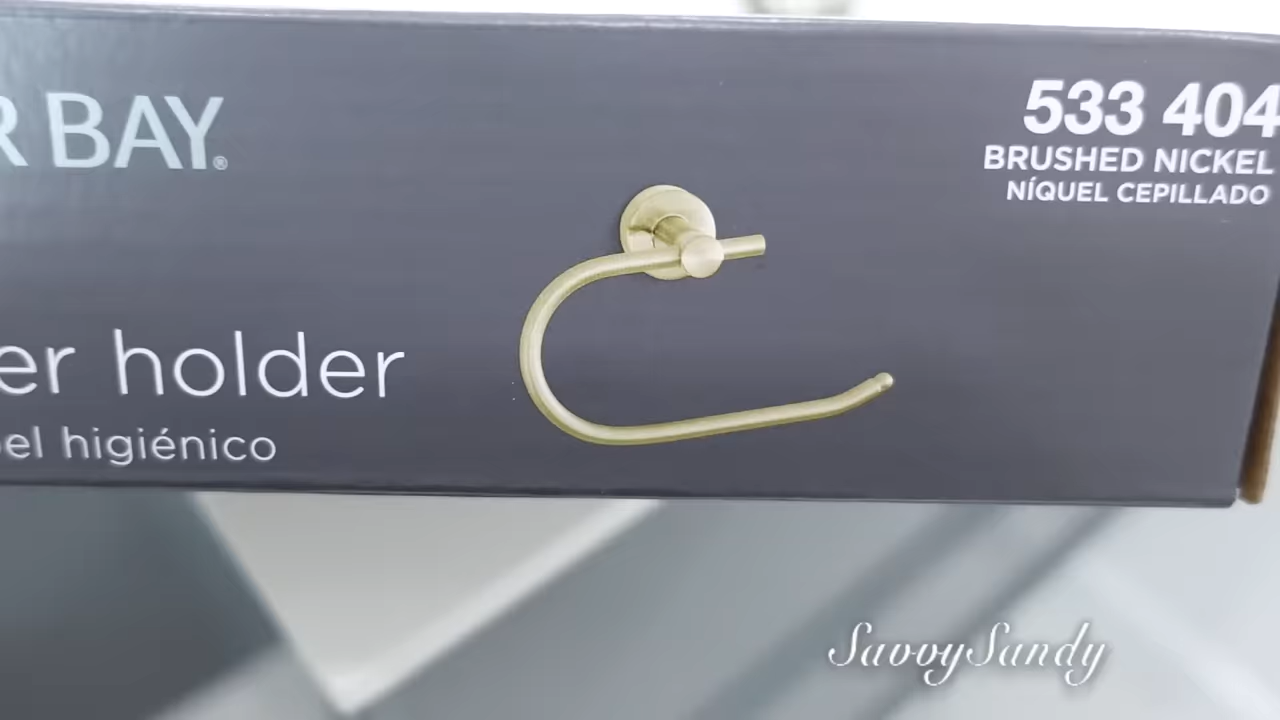 R BAY®
533 404
BRUSHED NICKEL
NÍQUEL CEPILLADO
er holder
el higiénico
SavvySandy